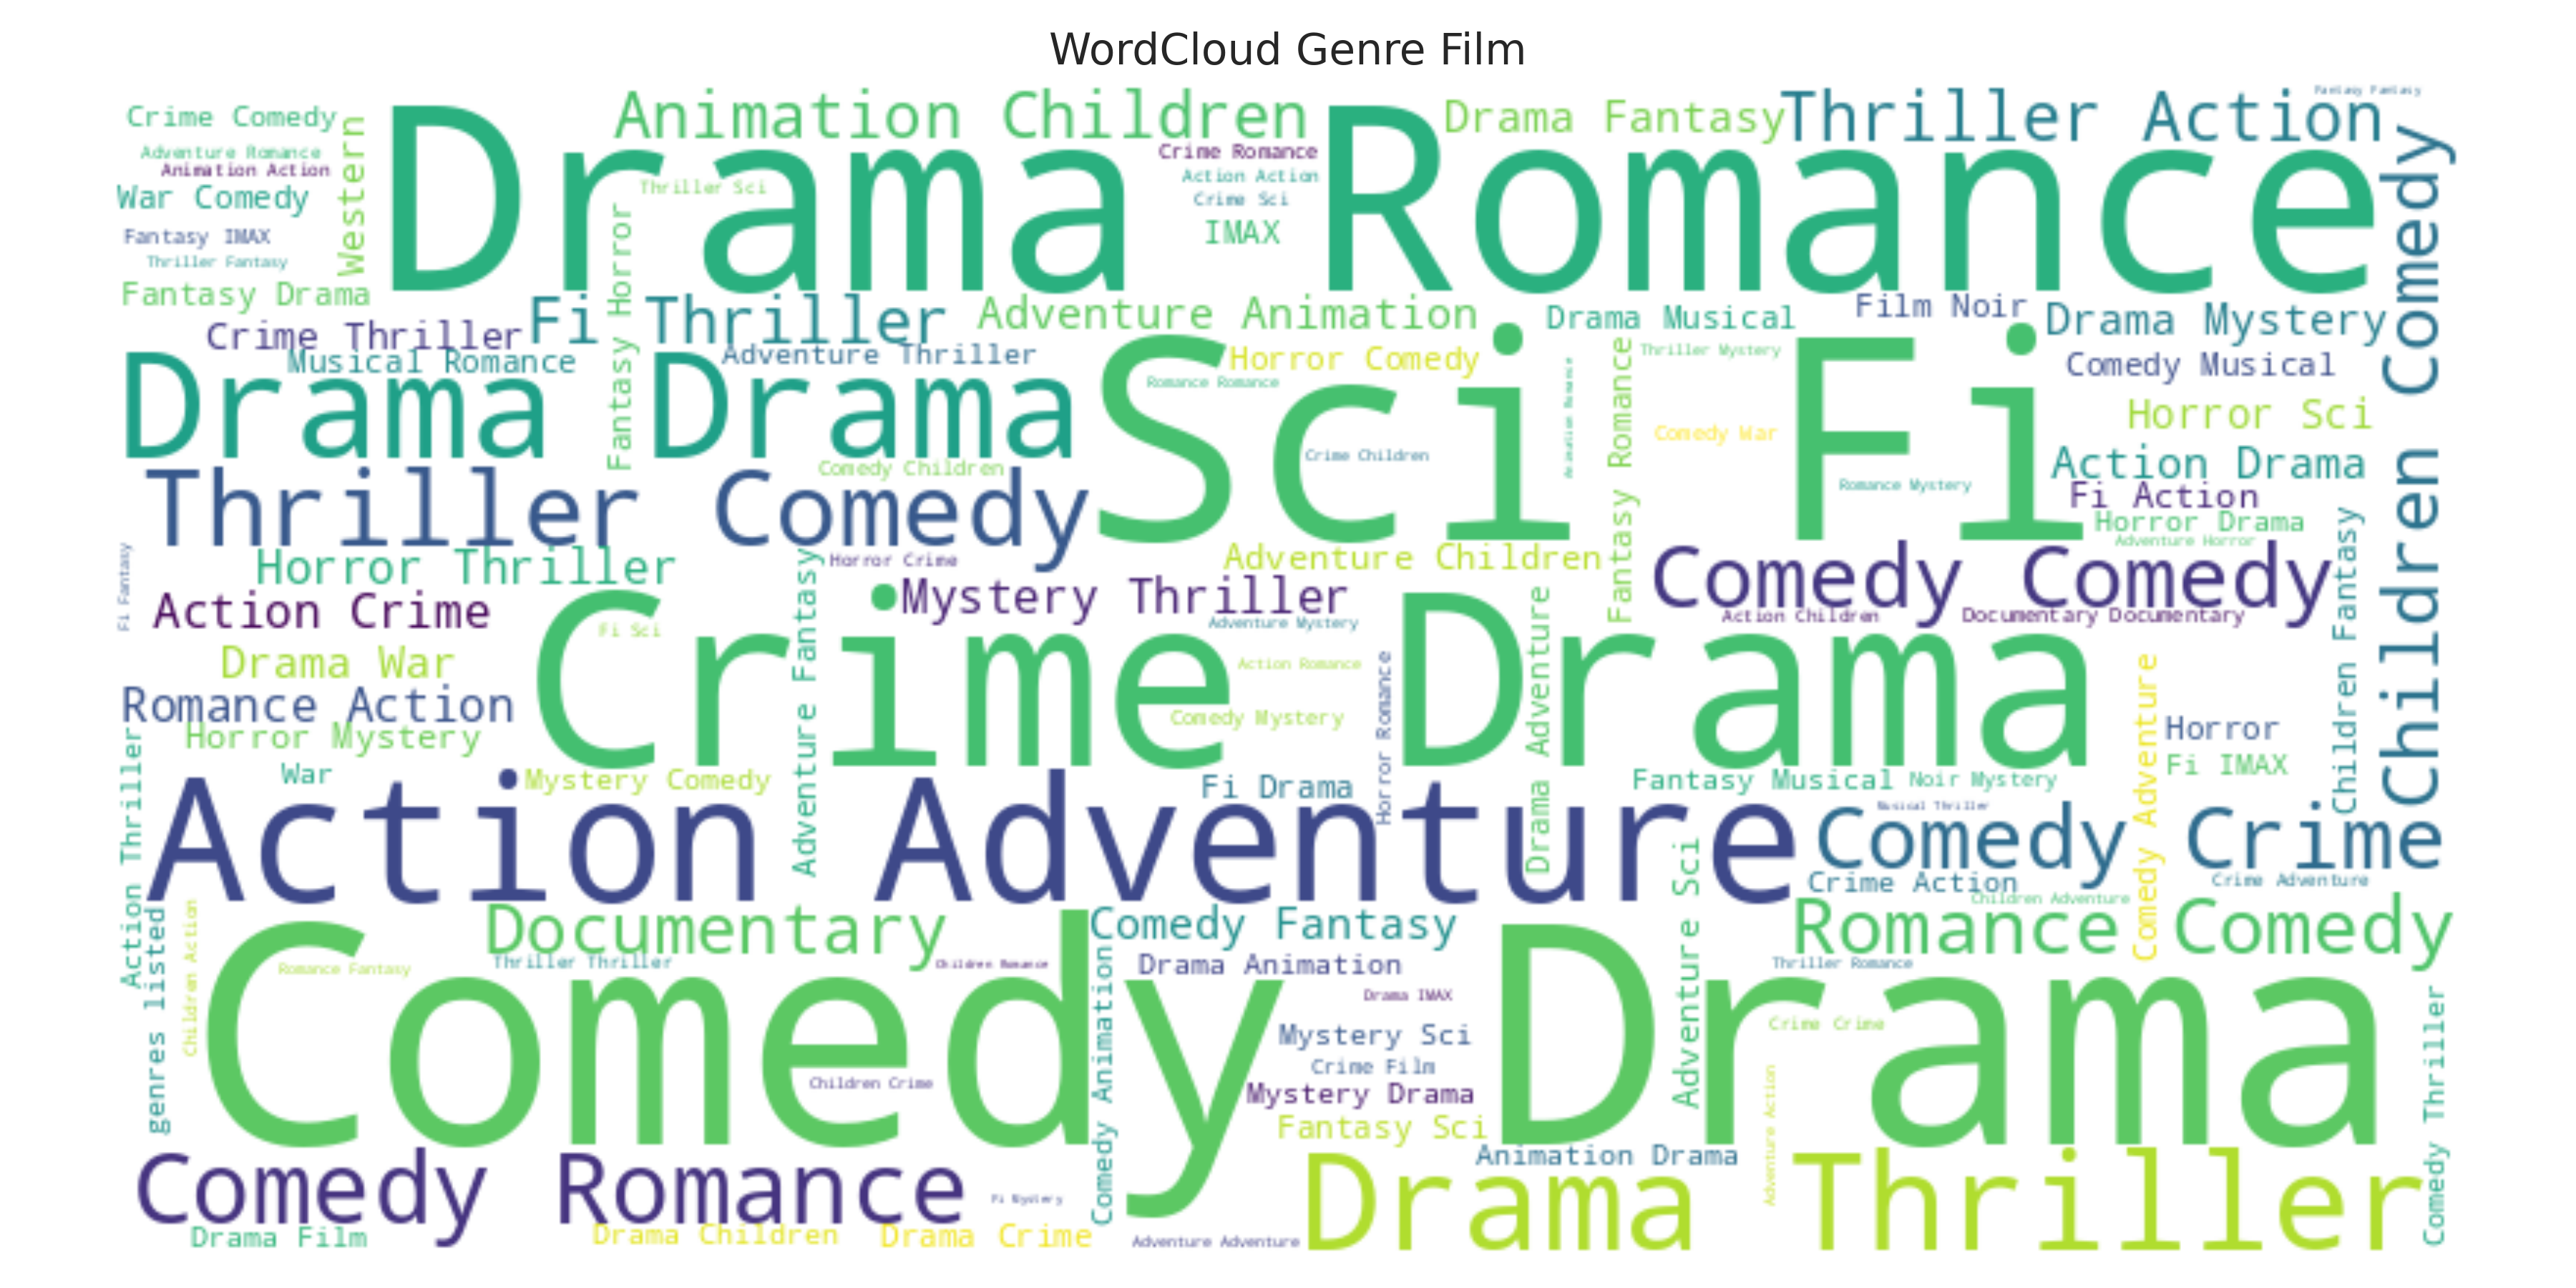 WordCloud Genre Film
Crime Comedy
Adventure Romance
Animation Action
War Comedy
Fantasy IMAX
Thriller Fantasy
Fantasy Drama
Western
Drama Romance
Animation Children
Thriller Sci
Crime Romance
Action Action
Crime Sci
IMAX
Drama Fantasy
Thriller Action
Fantasy Fantasy
Children Comedy
Fantasy Horror
Crime Thriller
Fi Thriller
Adventure Animation
Drama Musical
Film Noir
Drama Mystery
Musical Romance
Adventure Thriller
Drama Drama
Sci Fi
Horror Comedy
Romance Romance
Animation Romance
Fantasy Romance
Thriller Mystery
Comedy War
Comedy Musical
Horror Sci
Crime Children
Romance Mystery
Action Drama
Fi Action
Horror Drama
Adventure Horror
Comedy Children
Thriller Comedy
Horror Thriller
Horror Crime
Adventure Children
Comedy Comedy
Fi Fantasy
Action Crime
Adventure Fantasy
Mystery Thriller
Action Children
Documentary Documentary
Children Fantasy
Crime Drama
Fi Sci
Adventure Mystery
Drama War
Action Romance
Romance Action
Comedy Mystery
Horror Romance
Drama Adventure
Comedy Adventure
Horror Mystery
Horror
Fi IMAX
War
Mystery Comedy
Fi Drama
Fantasy Musical
Noir Mystery
Action Thriller
Action Adventure
Musical Thriller
Comedy Crime
Crime Action
Crime Adventure
Children Adventure
genres listed
Children Action
Documentary
Comedy Fantasy
Adventure Sci
Romance Comedy
Romance Fantasy
Thriller Thriller
Children Romance
Drama Animation
Thriller Romance
Comedy Drama
Drama IMAX
Crime Crime
Mystery Sci
Crime Film
Children Crime
Mystery Drama
Comedy Animation
Fantasy Sci
Adventure Action
Comedy Thriller
Animation Drama
Comedy Romance
Fi Mystery
Drama Thriller
Drama Film
Drama Children
Drama Crime
Adventure Adventure